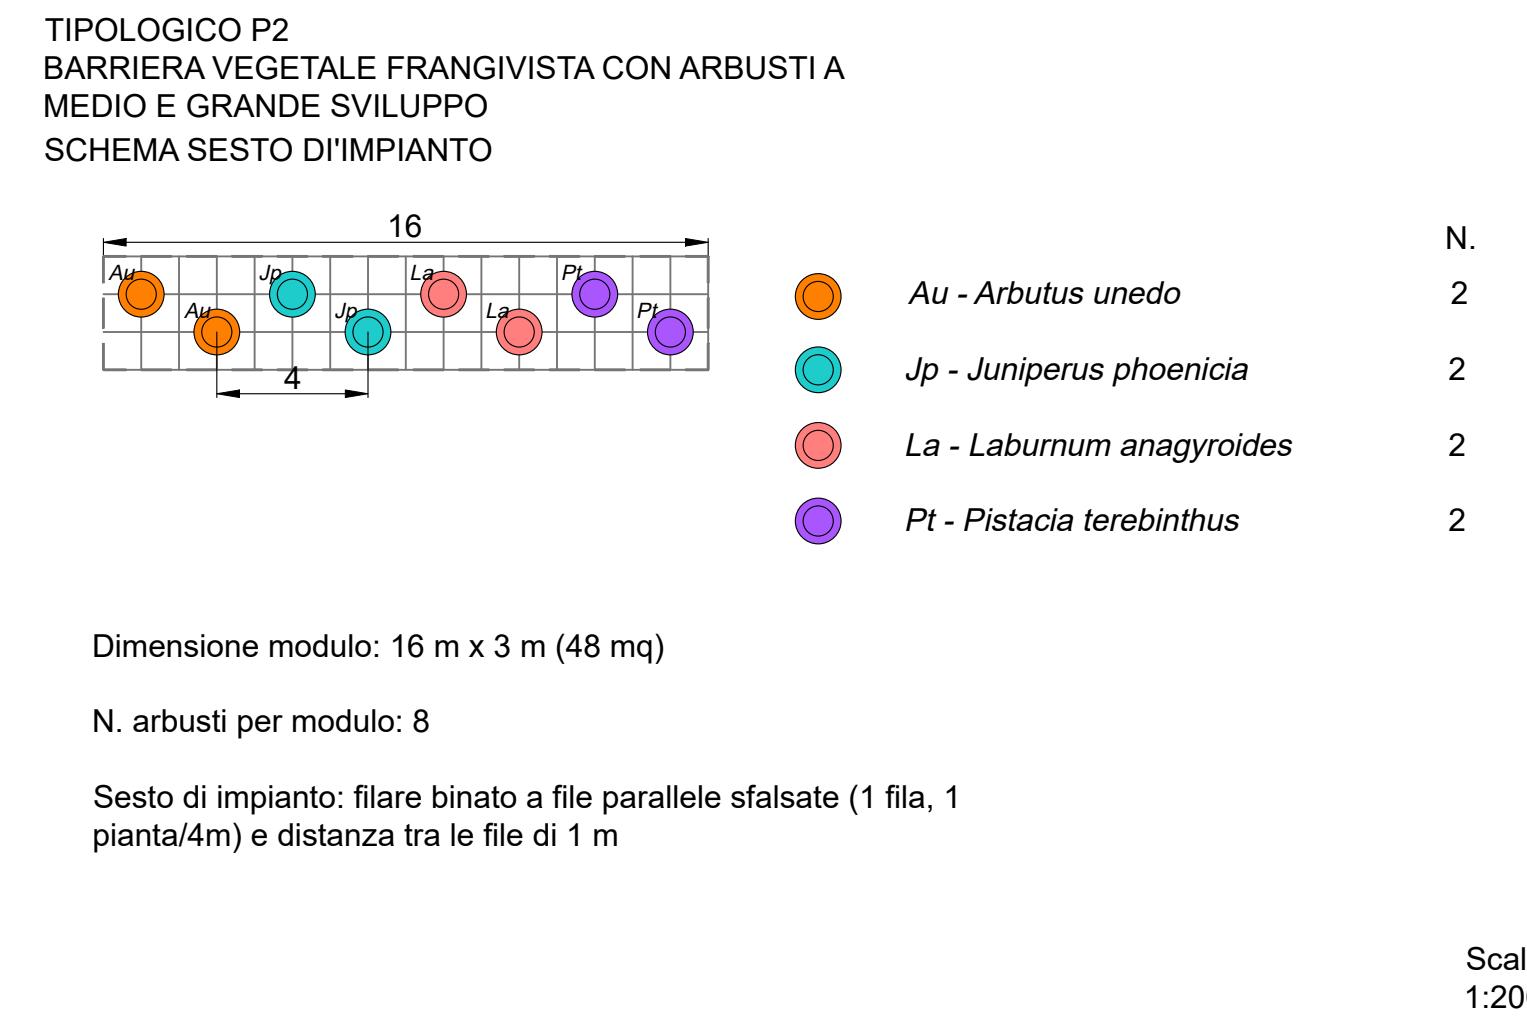 TIPOLOGICO P2
BARRIERA VEGETALE FRANGIVISTA CON ARBUSTI A
MEDIO E GRANDE SVILUPPO
SCHEMA SESTO DI'IMPIANTO
16
Au Jp La Pt
Au Jp La Pt
4
N.
Au - Arbutus unedo 2
Jp - Juniperus phoenicia 2
La - Laburnum anagyroides 2
Pt - Pistacia terebinthus 2
Dimensione modulo: 16 m x 3 m (48 mq)
N. arbusti per modulo: 8
Sesto di impianto: filare binato a file parallele sfalsate (1 fila, 1
pianta/4m) e distanza tra le file di 1 m